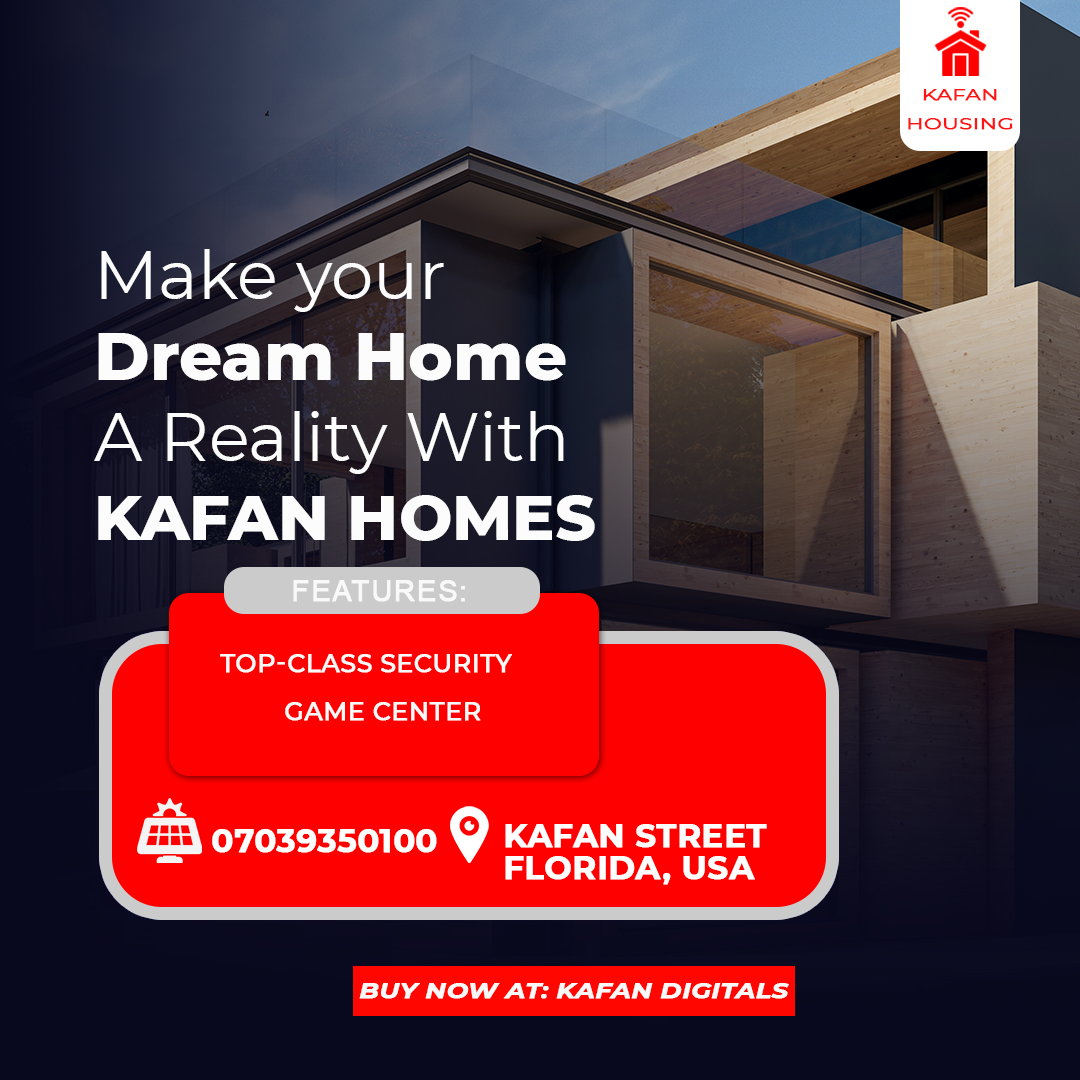 KAFAN
HOUSING
Make your
Dream Home
A Reality With
KAFAN HOMES
FEATURES:
TOP-CLASS SECURITY
GAME CENTER
07039350100
KAFAN STREET
FLORIDA, USA
BUY NOW AT: KAFAN DIGITALS